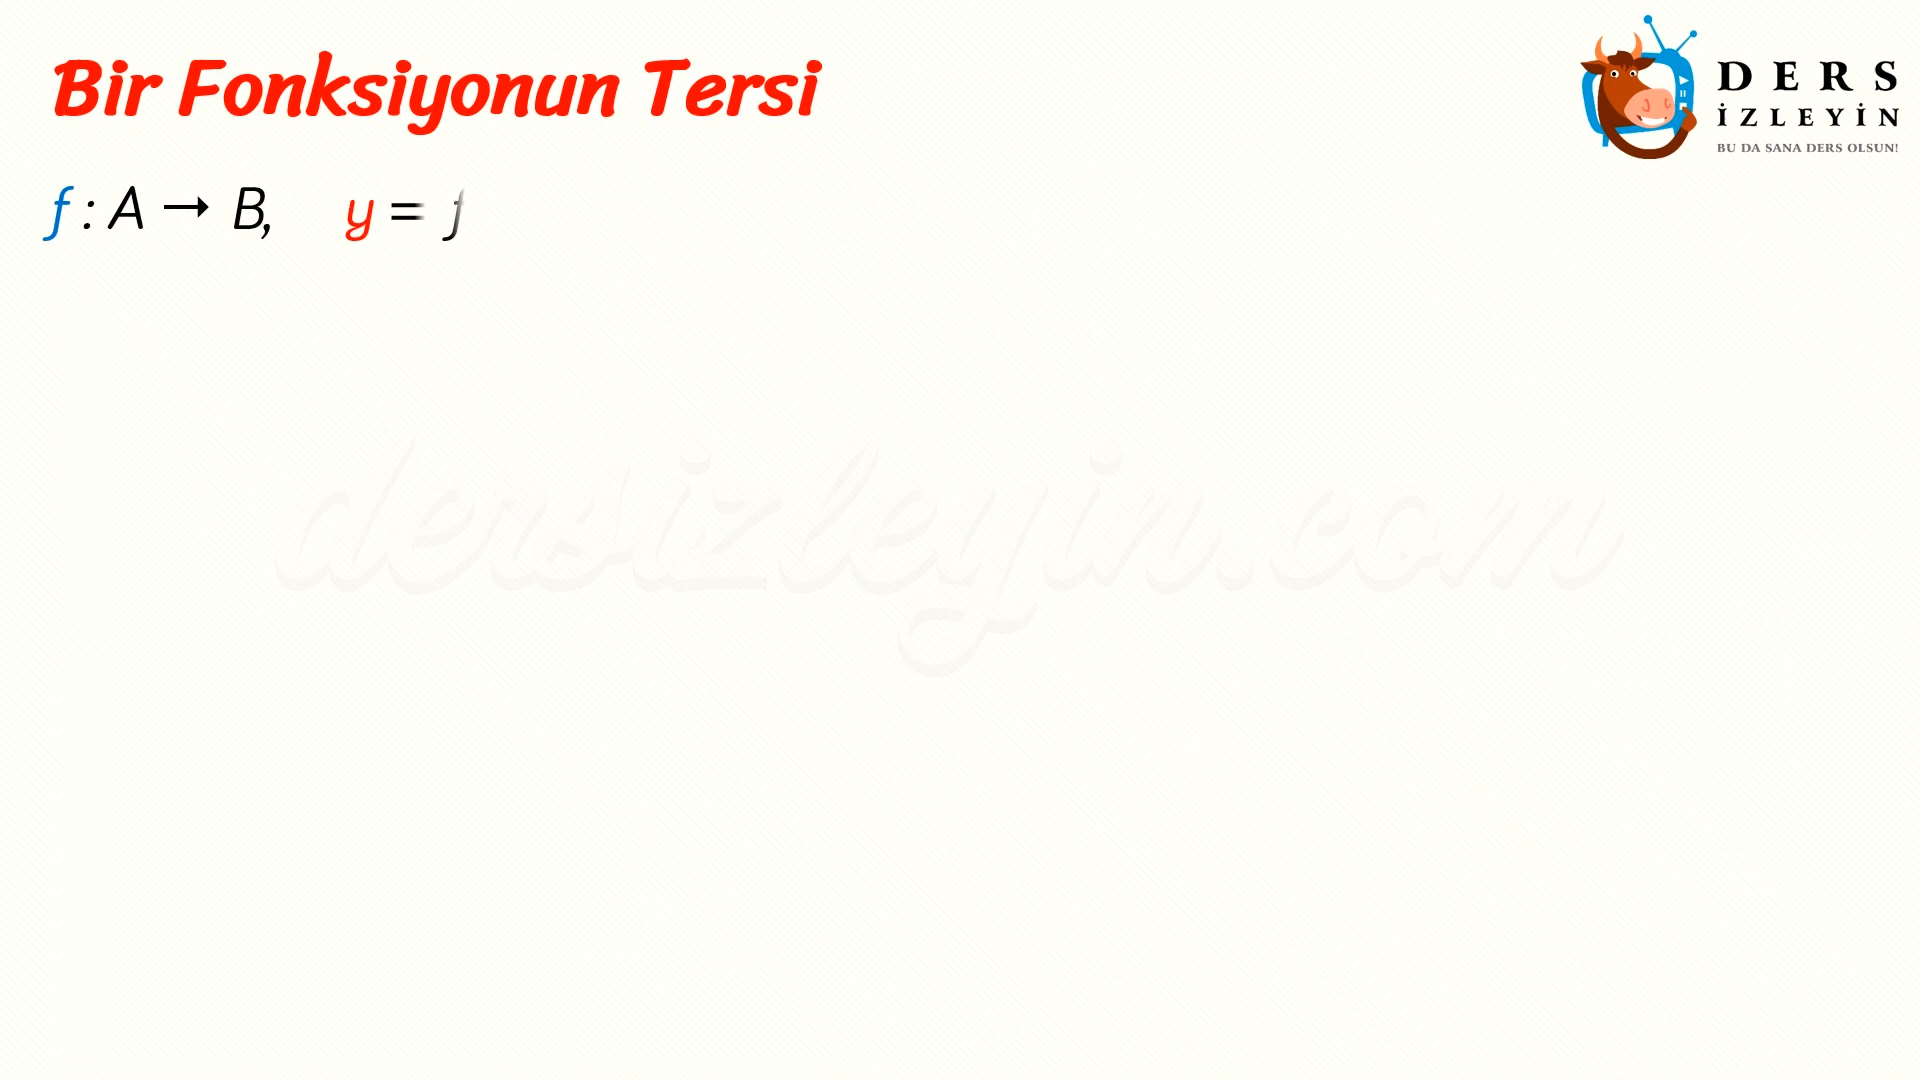 Bir Fonksiyonun Tersi
DERS
İZLEYİN
BU DA SANA DERS OLSUN!
f : A → B, y = f
dersizleyin.com